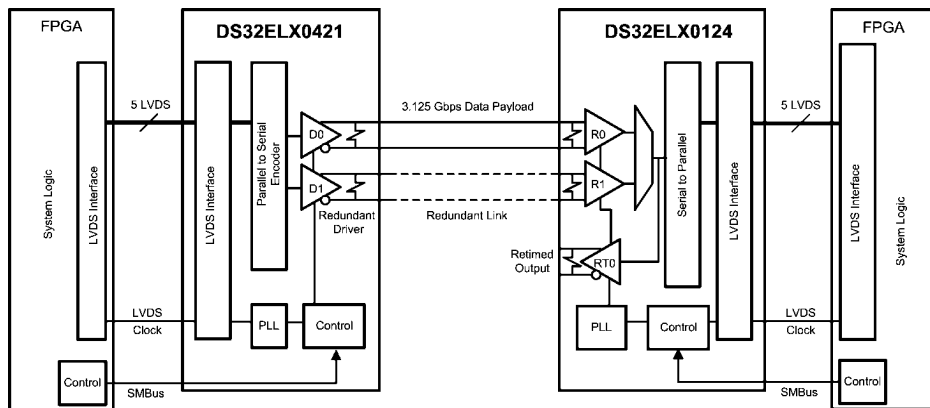 FPGA
DS32ELX0421
DS32ELX0124
FPGA
System Logic
LVDS Interface
5 LVDS
LVDS Interface
Parallel to Serial
Encoder
D0
D1
3.125 Gbps Data Payload
Redundant
Driver
Redundant Link
R0
R1
Retimed
Output
RT0
Serial to Parallel
LVDS Interface
5 LVDS
LVDS Interface
System Logic
LVDS
Clock
PLL
Control
PLL
Control
LVDS
Clock
Control
SMBus
SMBus
Control